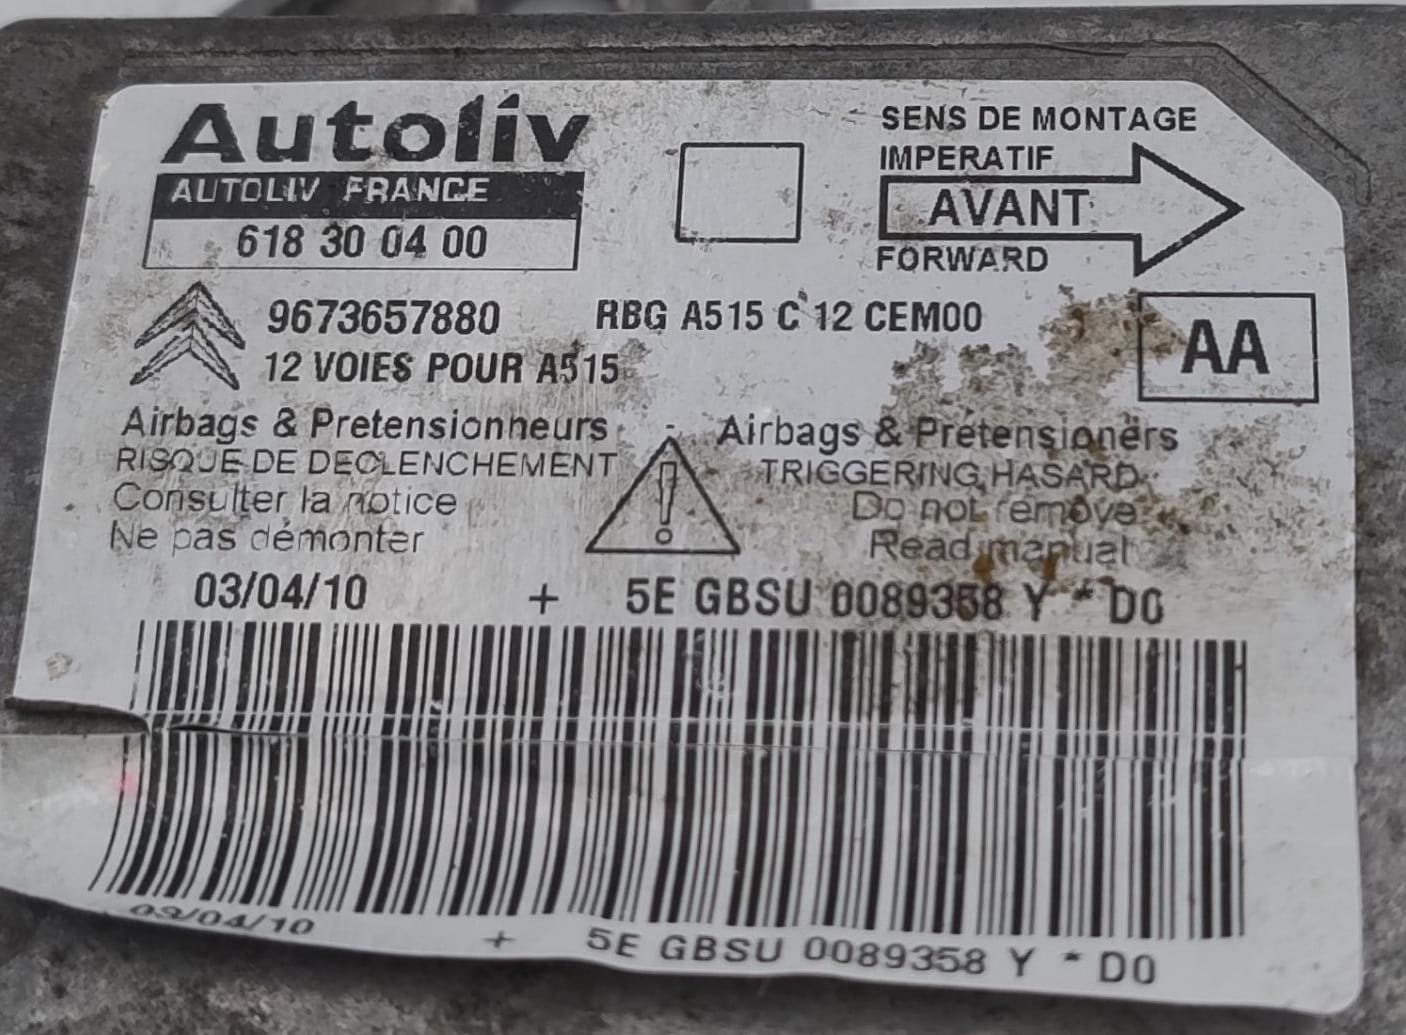 Autoliv
AUTOLIV FRANCE
618 30 04 00
SENS DE MONTAGE
IMPERATIF
AVANT
FORWARD
9673657880 RBG A515 C 12 CEM00
12 VOIES POUR A515
AA
Airbags & Pretensionneurs
RISQUE DE DECLENCHEMENT
Consulter la notice
Ne pas démonter
Airbags & Pretensioners
TRIGGERING HASARD
Do not remove
Read manual
03/04/10 + 5E GBSU 0089358 Y * D0
03/04/10 + 5E GBSU 0089358 Y * D0